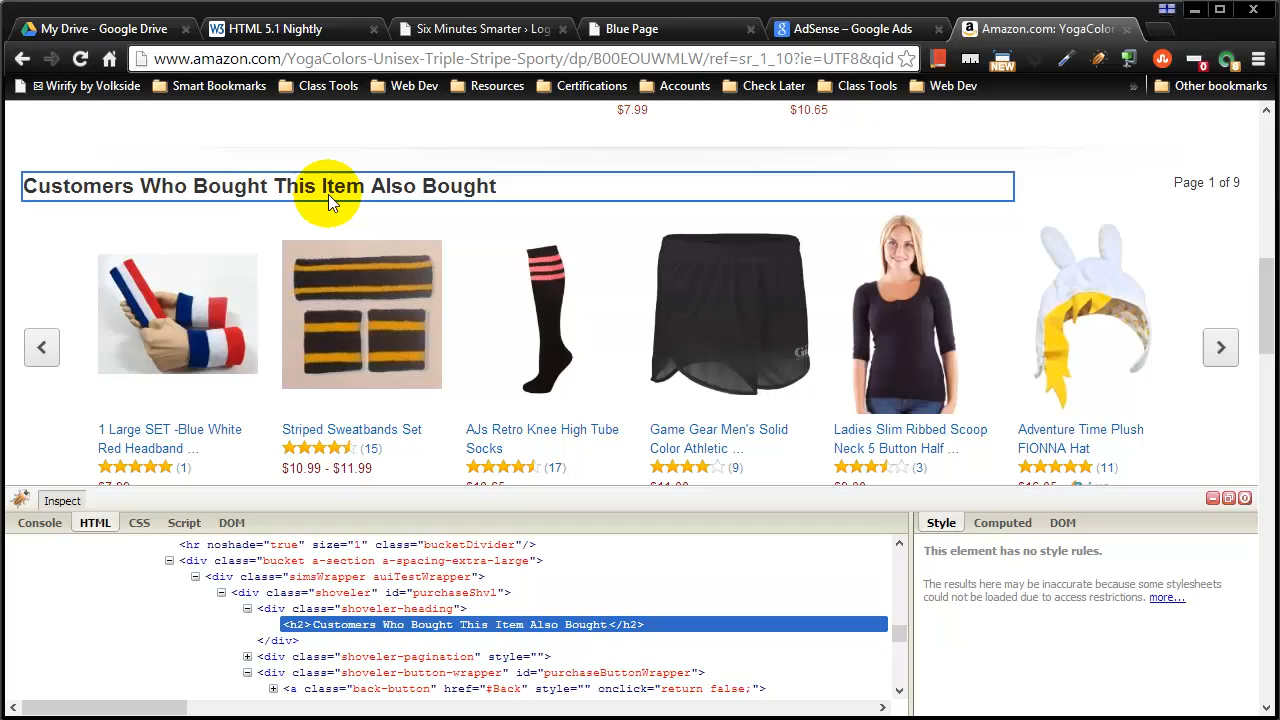 My Drive - Google Drive
HTML 5.1 Nightly
Six Minutes Smarter › Log
Blue Page
AdSense – Google Ads
Amazon.com: YogaColors
www.amazon.com/YogaColors-Unisex-Triple-Stripe-Sporty/dp/B00EOUWMLW/ref=sr_1_10?ie=UTF8&qid
NEW
0
Wirify by Volkside
Smart Bookmarks
Class Tools
Web Dev
Resources
Certifications
Accounts
Check Later
Class Tools
Web Dev
»
Other bookmarks
$7.99
$10.65
Customers Who Bought This Item Also Bought
Page 1 of 9
1 Large SET -Blue White
Red Headband ...
(1)
Striped Sweatbands Set
(15)
$10.99 - $11.99
AJs Retro Knee High Tube
Socks
(17)
Game Gear Men's Solid
Color Athletic ...
(9)
Ladies Slim Ribbed Scoop
Neck 5 Button Half ...
(3)
Adventure Time Plush
FIONNA Hat
(11)
Inspect
Console
HTML
CSS
Script
DOM
Style
Computed
DOM
<hr noshade="true" size="1" class="bucketDivider"/>
<div class="bucket a-section a-spacing-extra-large">
<div class="simsWrapper auiTestWrapper">
<div class="shoveler" id="purchaseShvl">
<div class="shoveler-heading">
<h2>Customers Who Bought This Item Also Bought</h2>
</div>
<div class="shoveler-pagination" style="">
<div class="shoveler-button-wrapper" id="purchaseButtonWrapper">
<a class="back-button" href="#Back" style="" onclick="return false;">
This element has no style rules.
The results here may be inaccurate because some stylesheets
could not be loaded due to access restrictions. more...